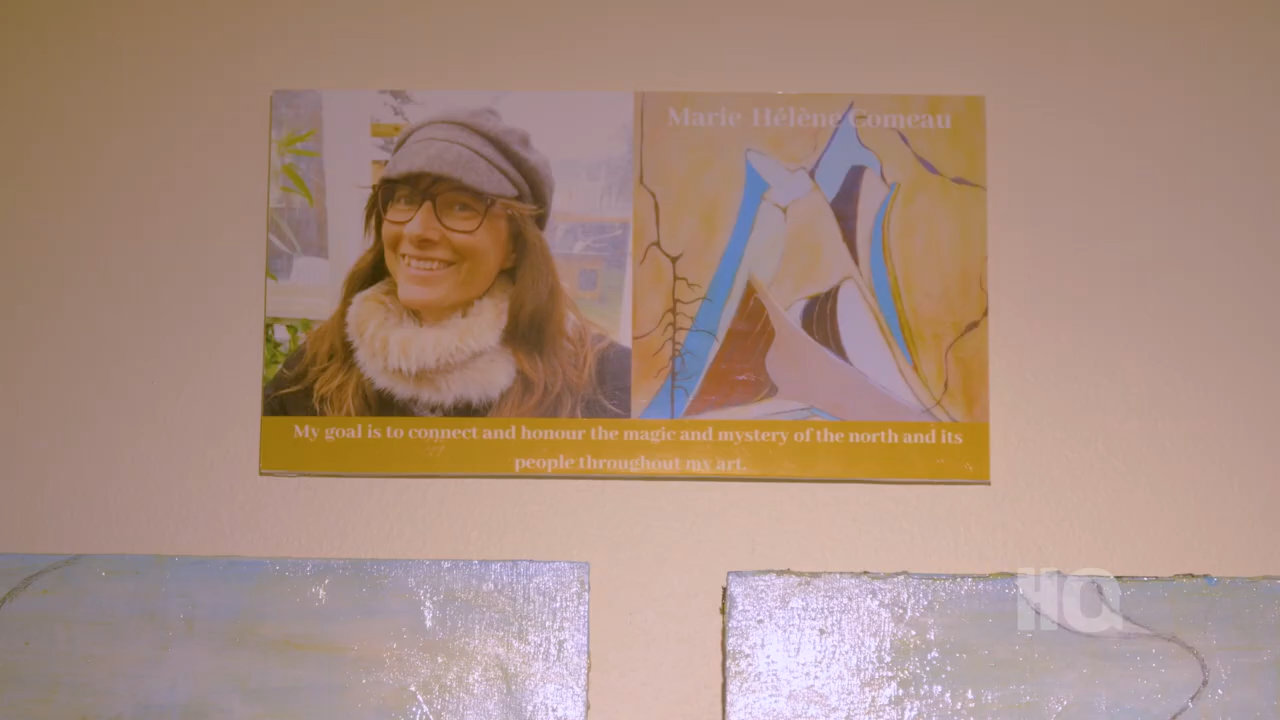 Marie-Hélène Comeau
My goal is to connect and honour the magic and mystery of the north and its
people throughout my art.
HQ